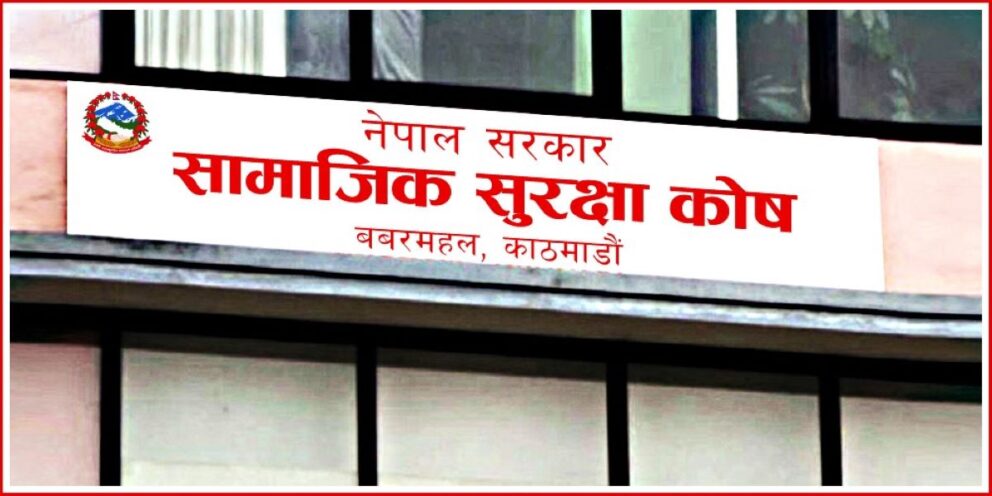 नेपाल सरकार
सामाजिक सुरक्षा कोष
बबरमहल, काठमाडौं